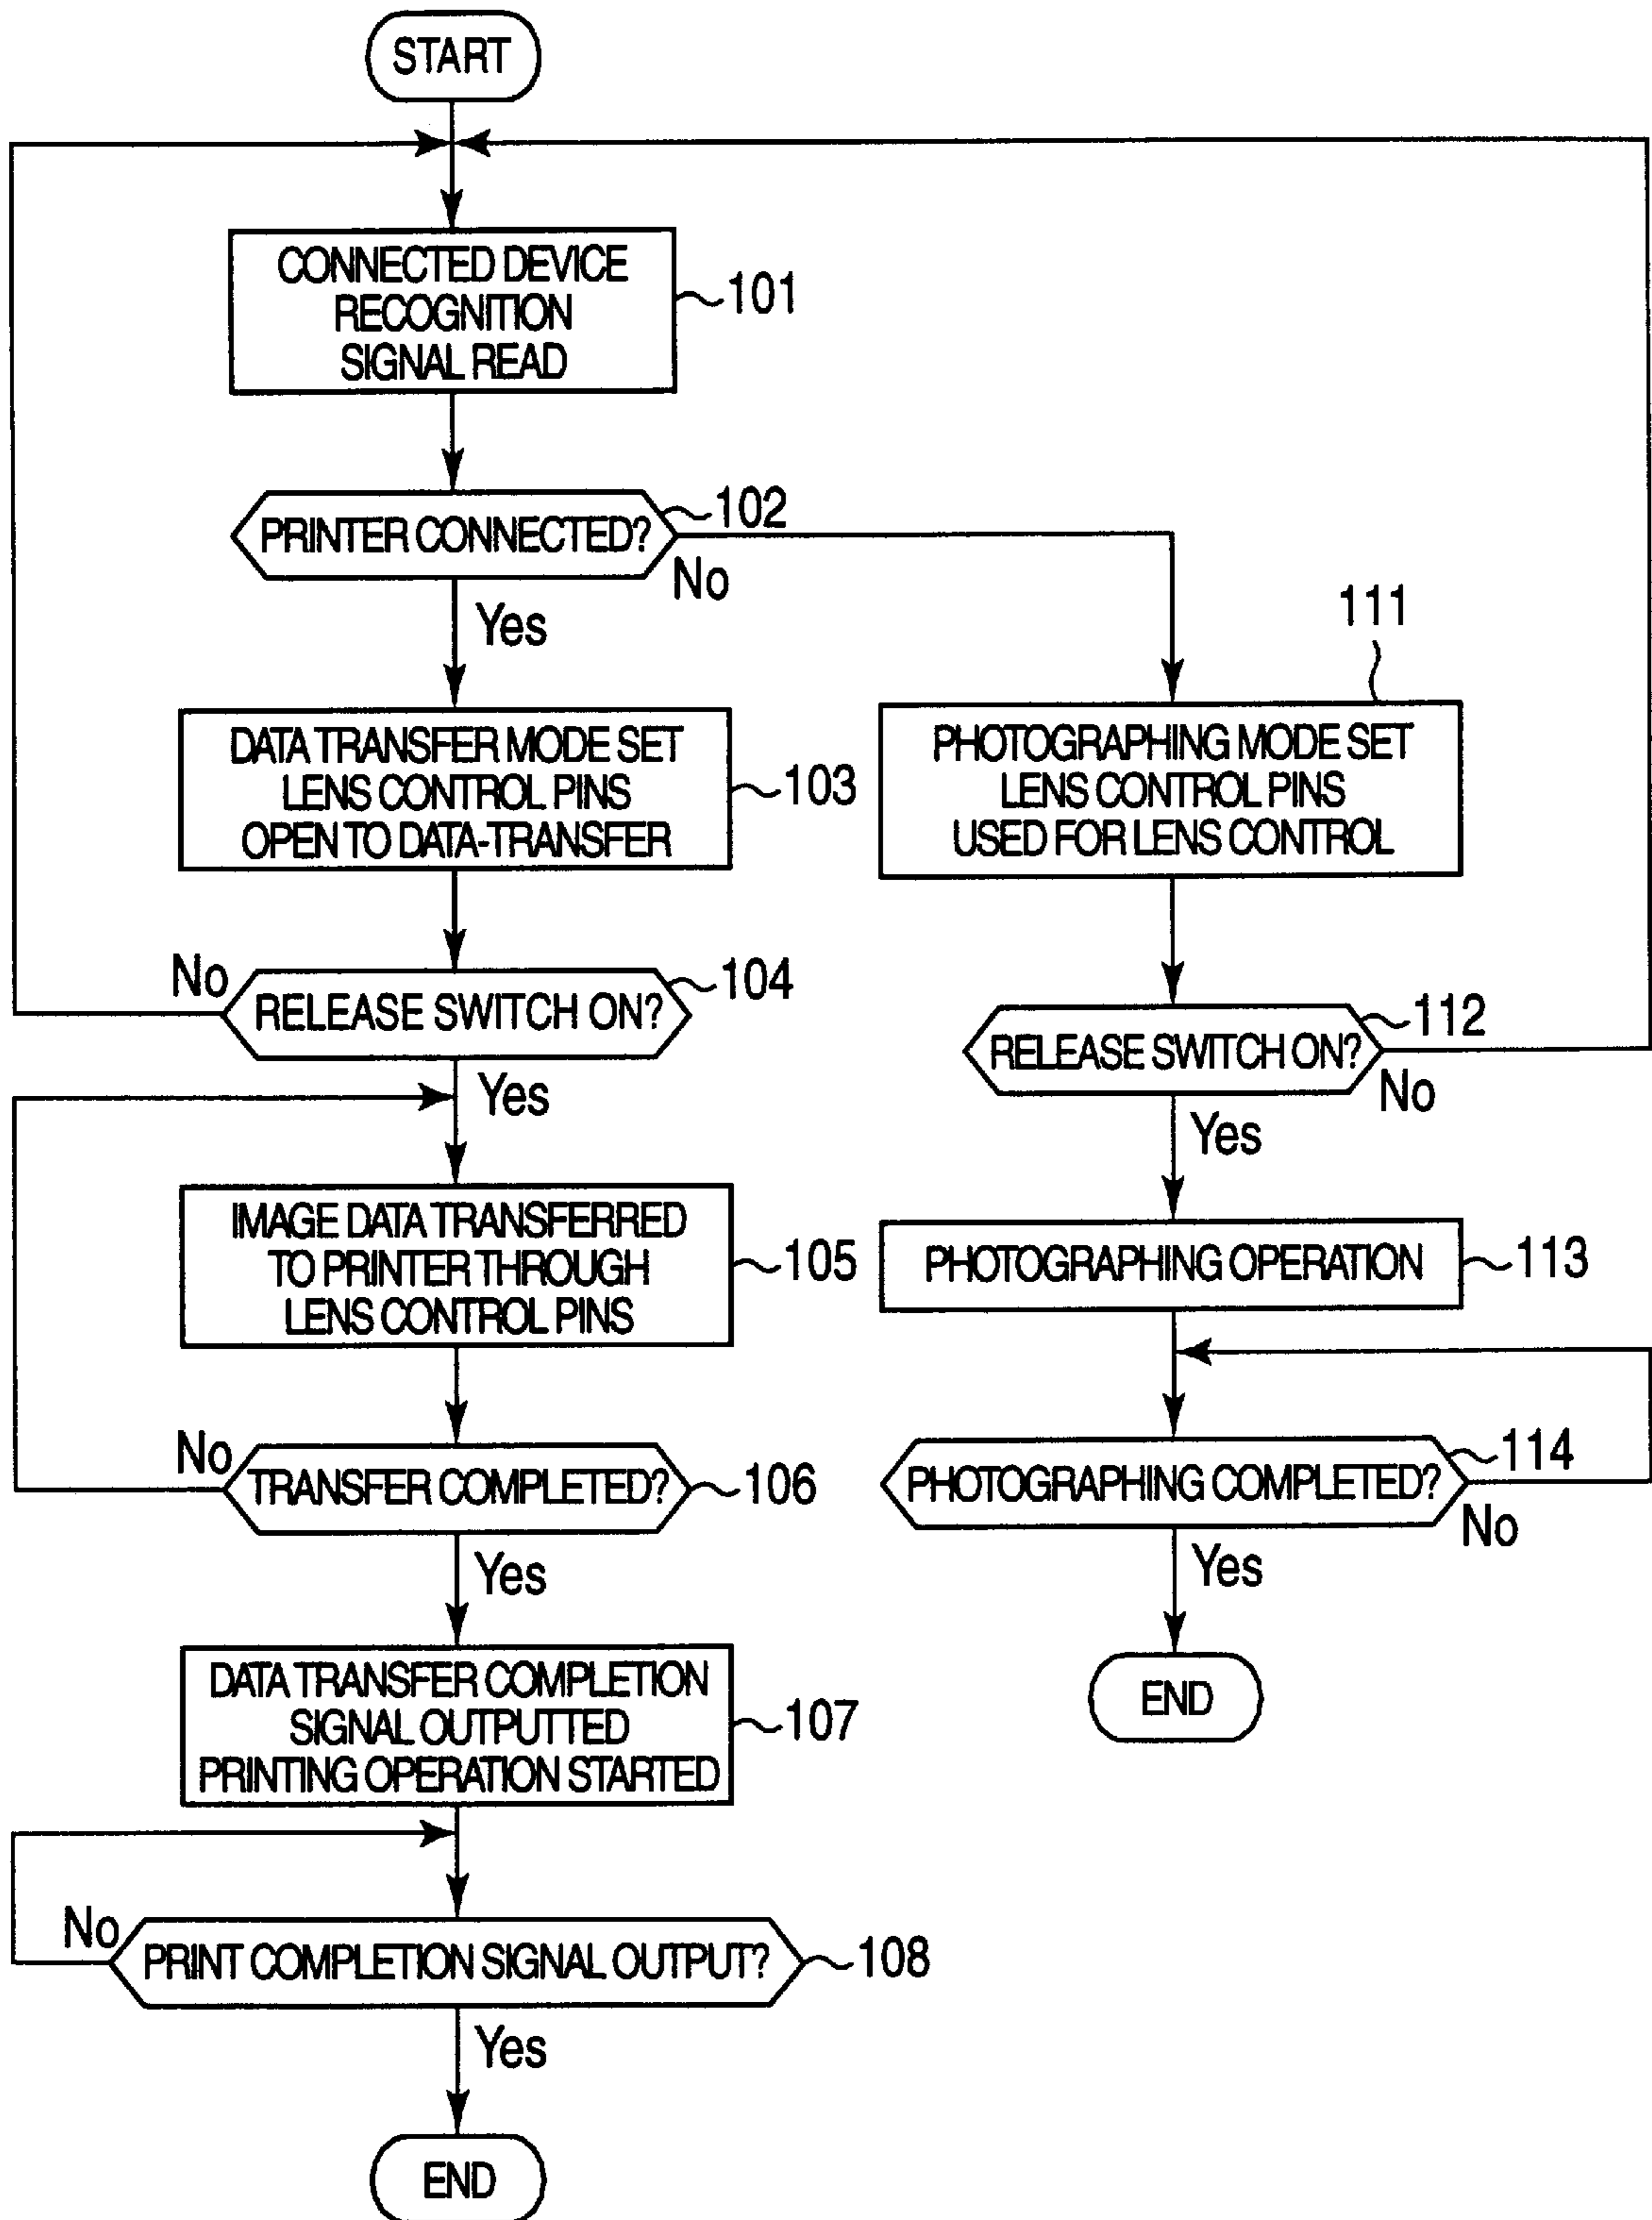 START
CONNECTED DEVICE
RECOGNITION
SIGNAL READ
101
PRINTER CONNECTED?
102
No
Yes
DATA TRANSFER MODE SET
LENS CONTROL PINS
OPEN TO DATA-TRANSFER
103
RELEASE SWITCH ON?
104
No
Yes
IMAGE DATA TRANSFERRED
TO PRINTER THROUGH
LENS CONTROL PINS
105
TRANSFER COMPLETED?
106
No
Yes
DATA TRANSFER COMPLETION
SIGNAL OUTPUTTED
PRINTING OPERATION STARTED
107
PRINT COMPLETION SIGNAL OUTPUT?
108
No
Yes
END
111
PHOTOGRAPHING MODE SET
LENS CONTROL PINS
USED FOR LENS CONTROL
RELEASE SWITCH ON?
112
No
Yes
PHOTOGRAPHING OPERATION
113
PHOTOGRAPHING COMPLETED?
114
No
Yes
END